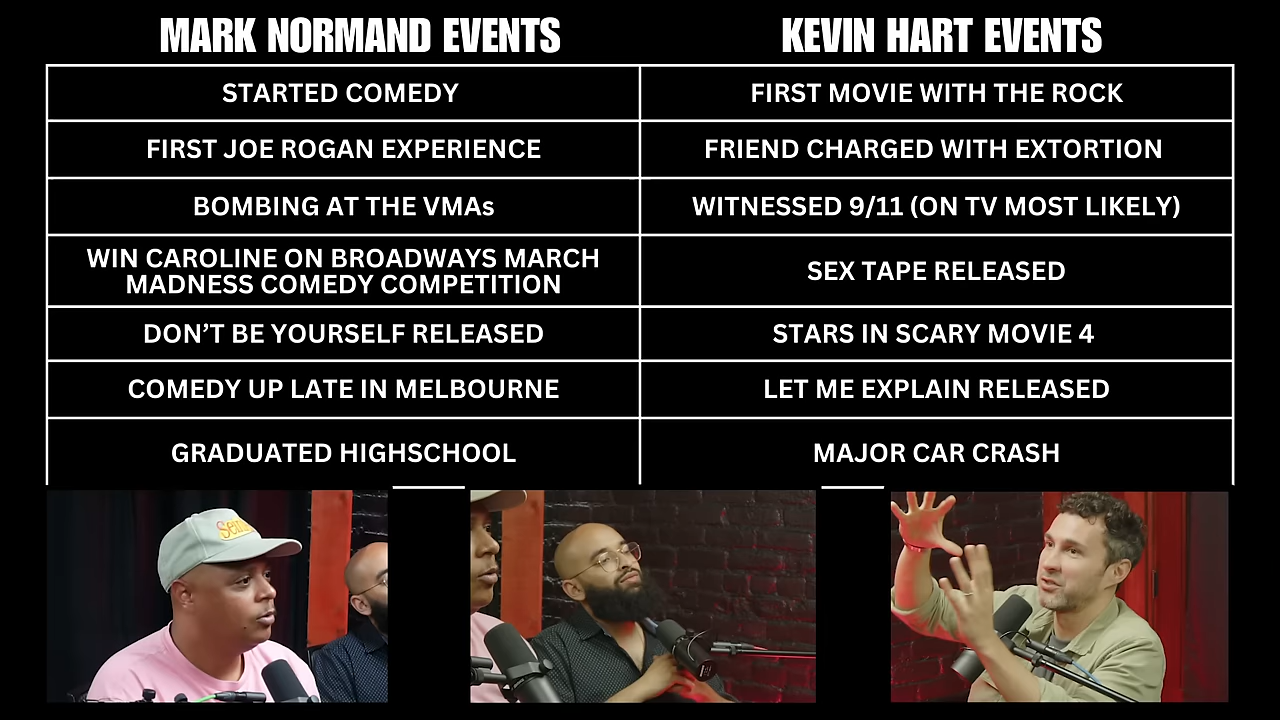 MARK NORMAND EVENTS
KEVIN HART EVENTS
STARTED COMEDY
FIRST MOVIE WITH THE ROCK
FIRST JOE ROGAN EXPERIENCE
FRIEND CHARGED WITH EXTORTION
BOMBING AT THE VMAs
WITNESSED 9/11 (ON TV MOST LIKELY)
WIN CAROLINE ON BROADWAYS MARCH
MADNESS COMEDY COMPETITION
SEX TAPE RELEASED
DON'T BE YOURSELF RELEASED
STARS IN SCARY MOVIE 4
COMEDY UP LATE IN MELBOURNE
LET ME EXPLAIN RELEASED
GRADUATED HIGHSCHOOL
MAJOR CAR CRASH